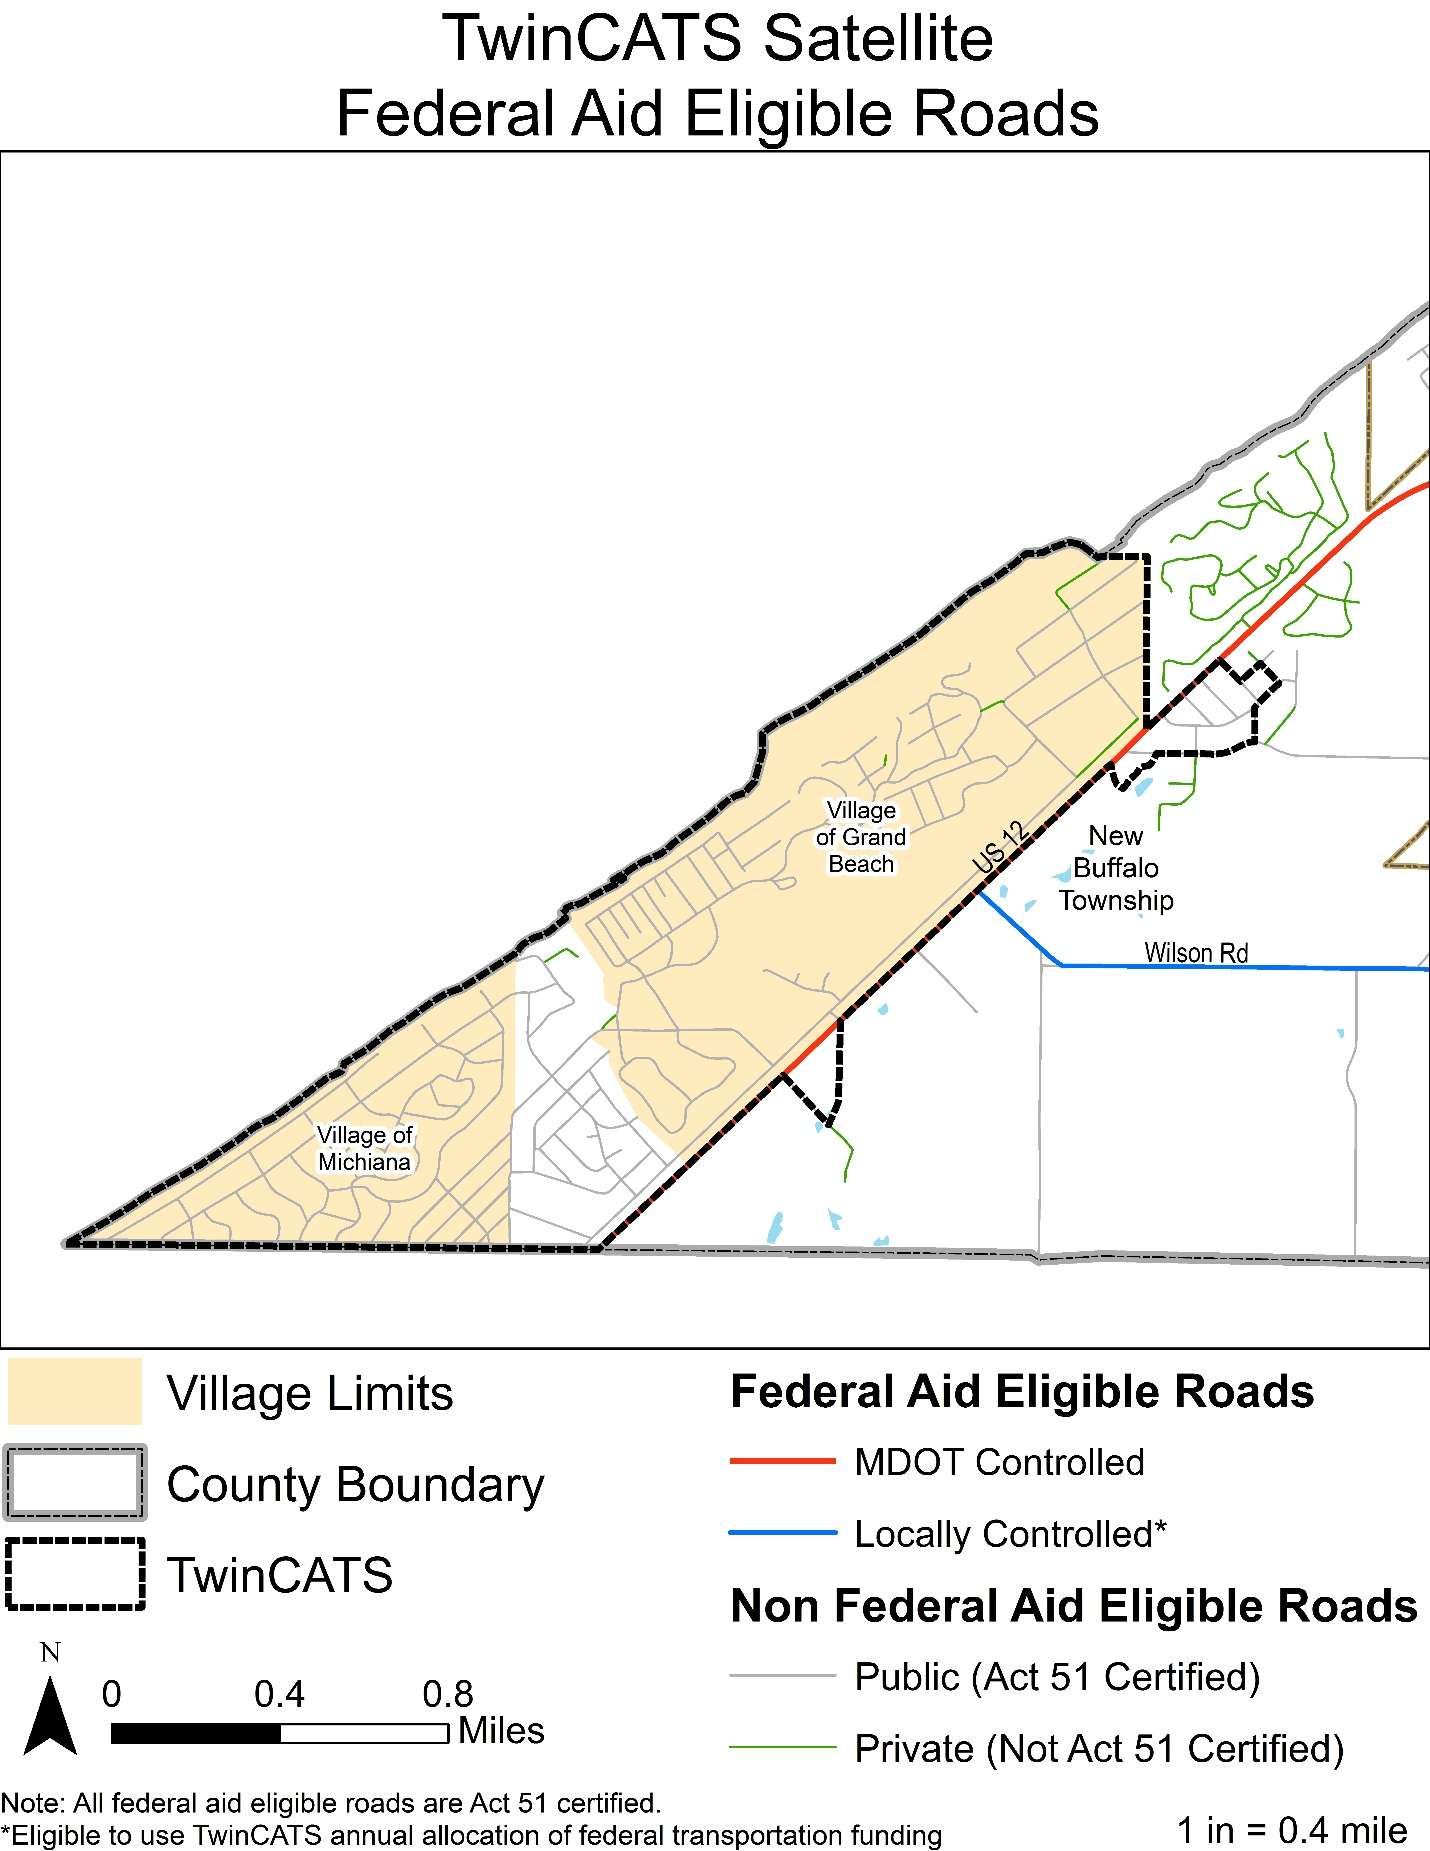 TwinCATS Satellite
Federal Aid Eligible Roads
Village
of Grand
Beach
US 12
New
Buffalo
Township
Wilson Rd
Village of
Michiana
Village Limits
County Boundary
TwinCATS
N
0 0.4 0.8
Miles
Federal Aid Eligible Roads
MDOT Controlled
Locally Controlled*
Non Federal Aid Eligible Roads
Public (Act 51 Certified)
Private (Not Act 51 Certified)
Note: All federal aid eligible roads are Act 51 certified.
*Eligible to use TwinCATS annual allocation of federal transportation funding
1 in = 0.4 mile